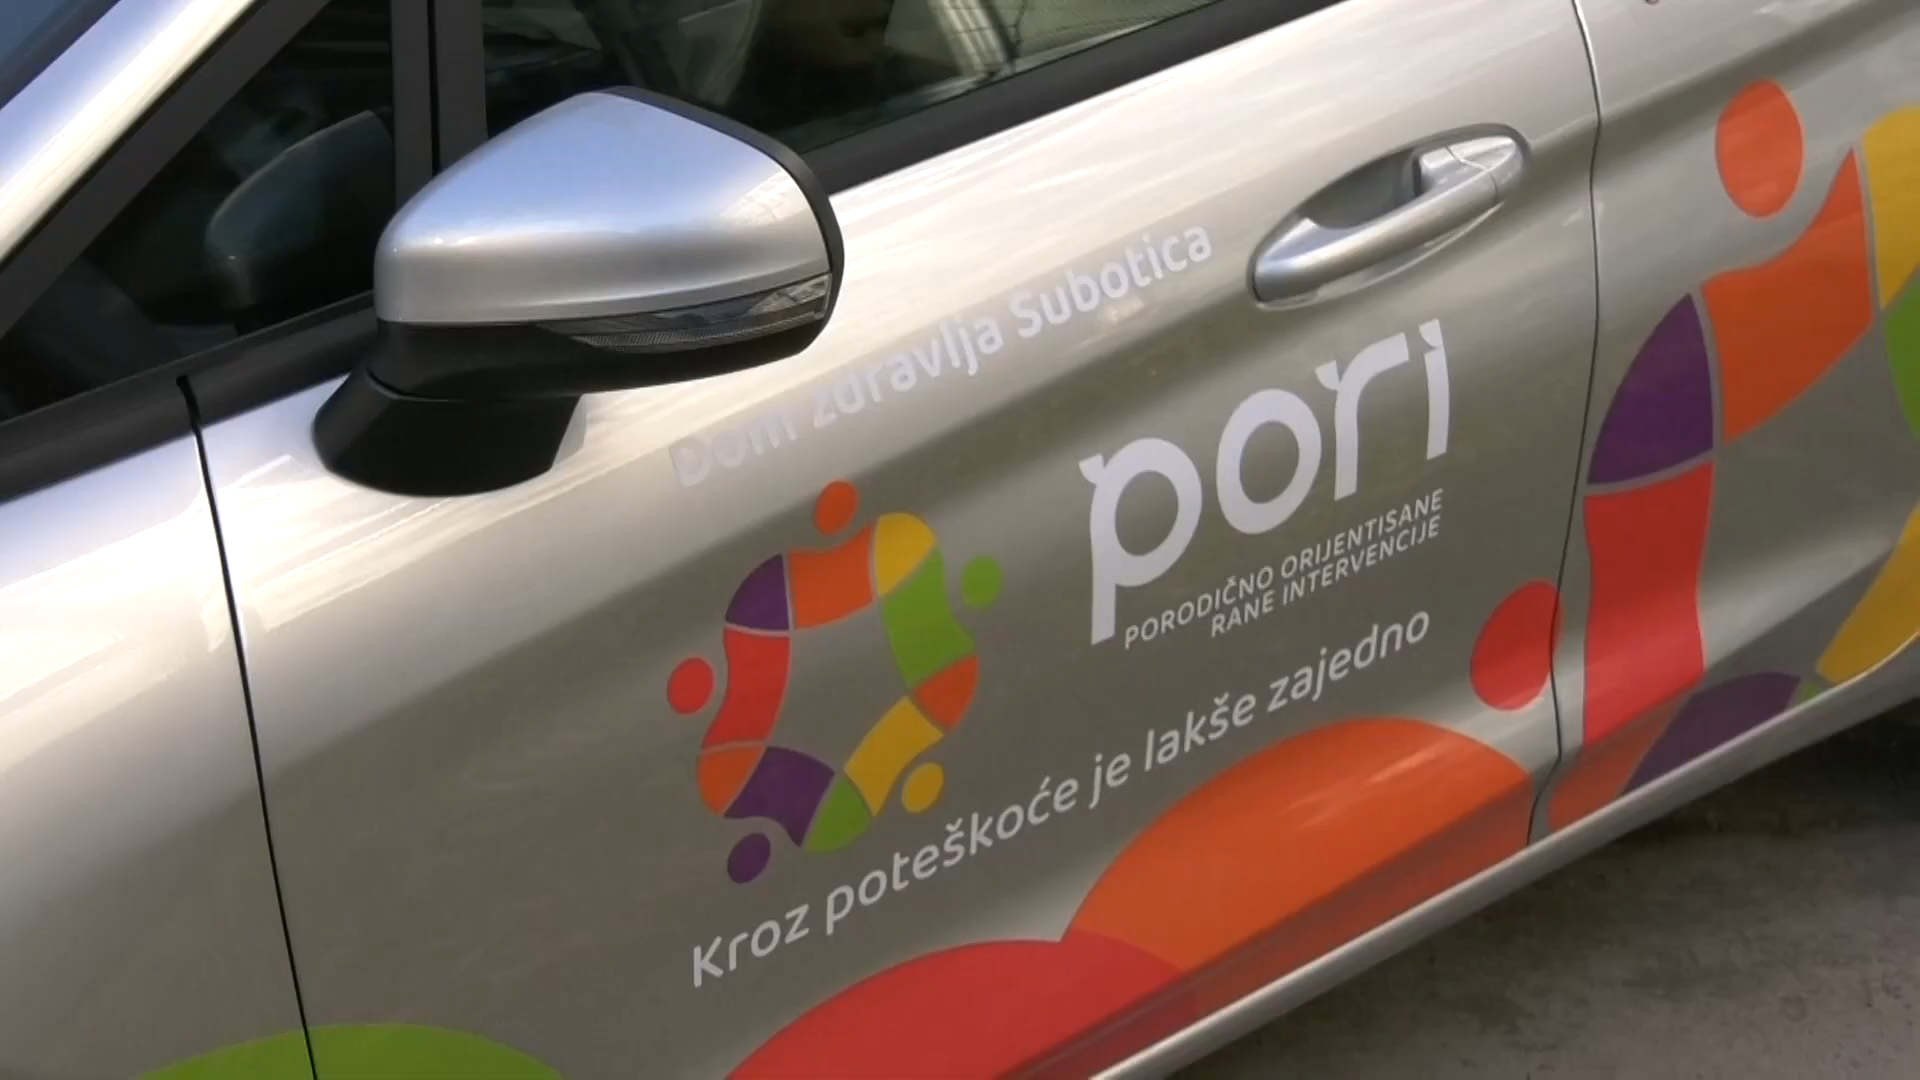 Dom zdravlja Subotica
pori
PORODIČNO ORIJENTISANE
RANE INTERVENCIJE
Kroz poteškoće je lakše zajedno